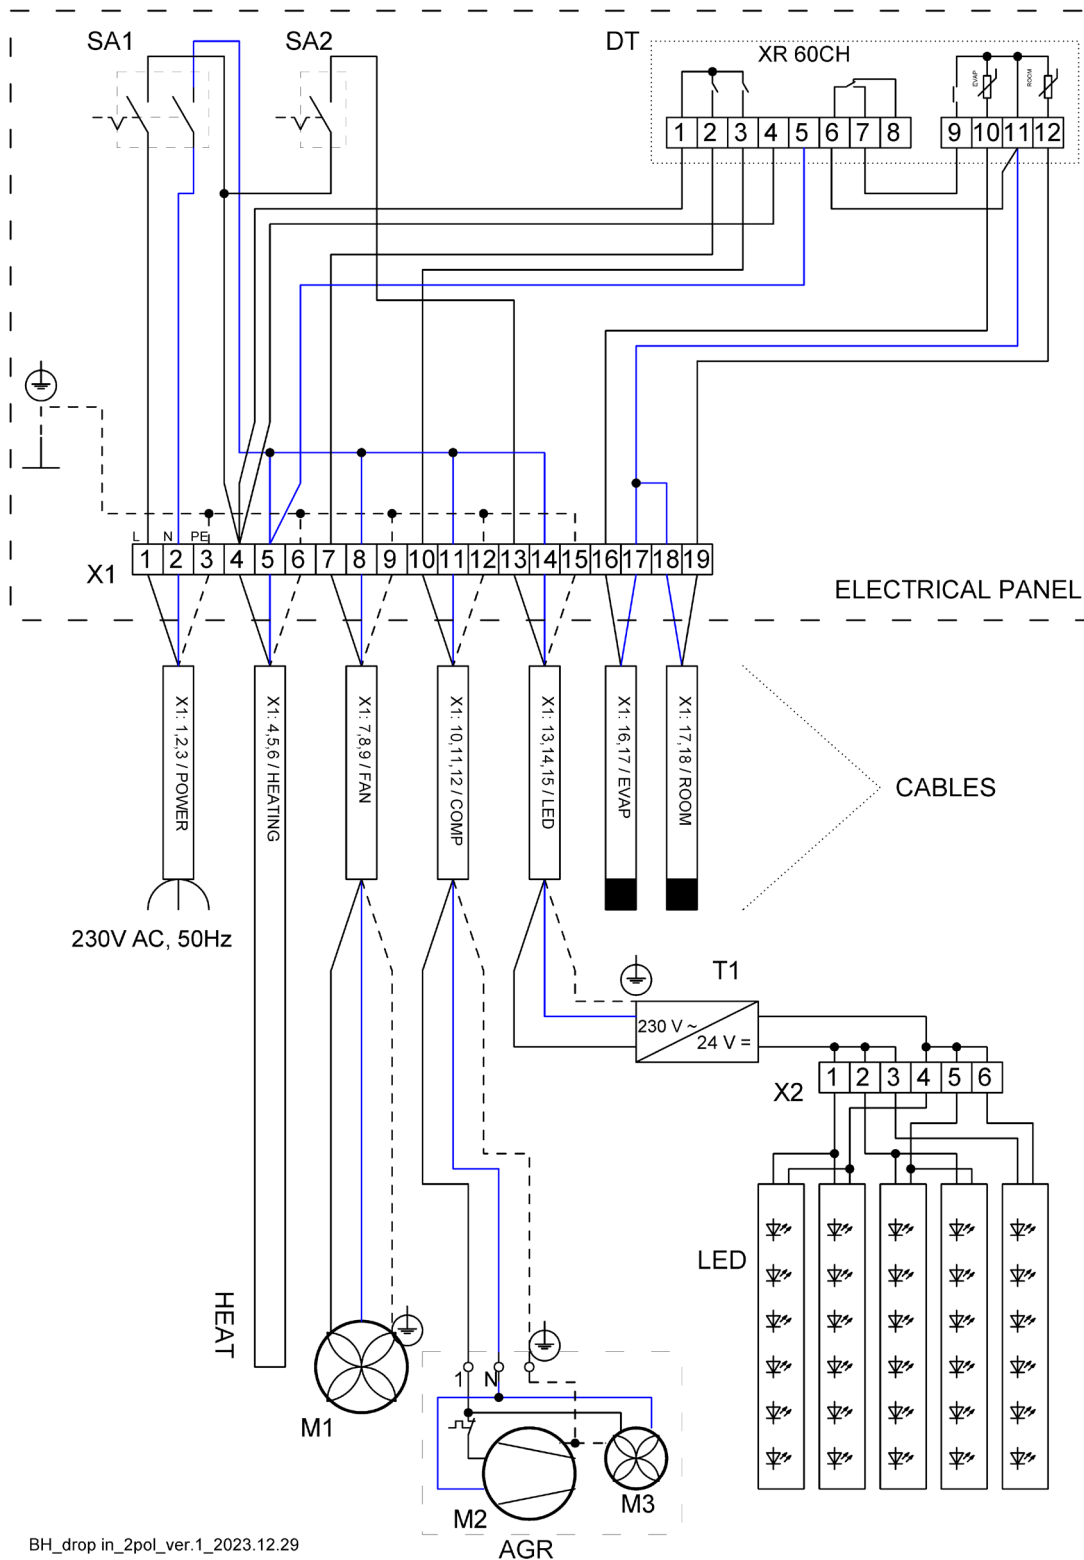 SA1 SA2 DT
XR 60CH
EVAP ROOM
1 2 3 4 5 6 7 8 9 10 11 12
L N PE
X1 1 2 3 4 5 6 7 8 9 10 11 12 13 14 15 16 17 18 19
ELECTRICAL PANEL
X1: 1,2,3 / POWER
X1: 4,5,6 / HEATING
X1: 7,8,9 / FAN
X1: 10,11,12 / COMP
X1: 13,14,15 / LED
X1: 16,17 / EVAP
X1: 17,18 / ROOM
CABLES
230V AC, 50Hz
T1
230 V ~
24 V =
X2 1 2 3 4 5 6
LED
HEAT
1 N
M1
M2 M3
AGR
BH_drop in_2pol_ver.1_2023.12.29